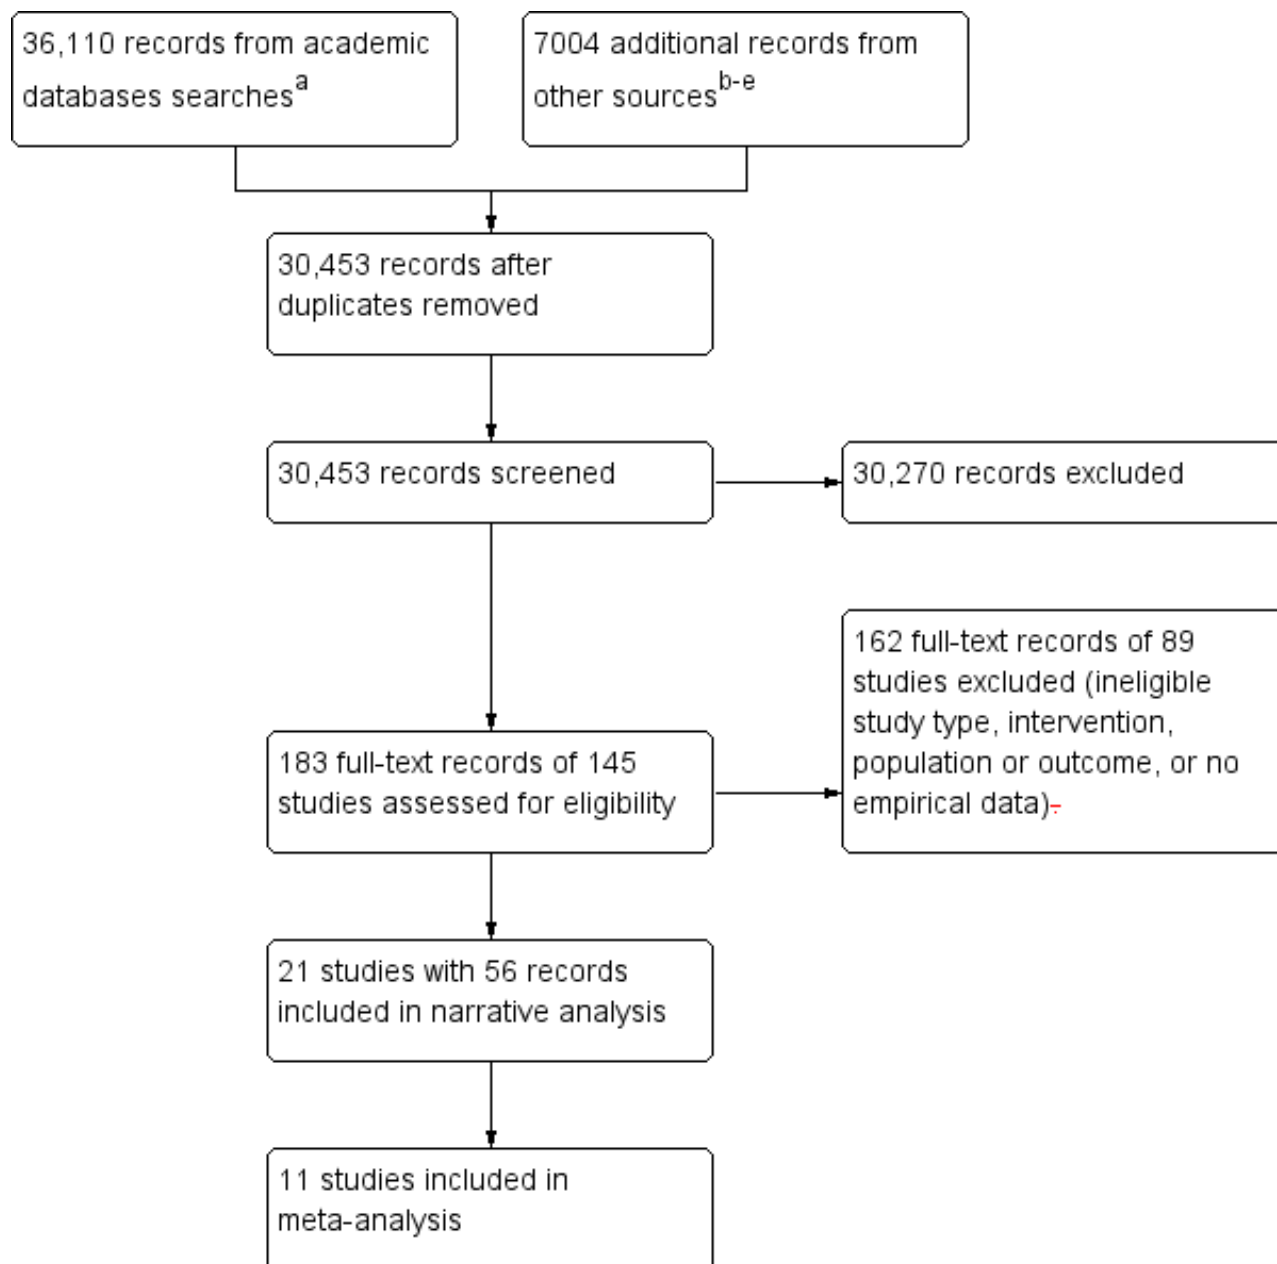 36,110 records from academic
databases searchesa
7004 additional records from
other sourcesb-e
30,453 records after
duplicates removed
30,453 records screened
30,270 records excluded
162 full-text records of 89
studies excluded (ineligible
study type, intervention,
population or outcome, or no
empirical data).
183 full-text records of 145
studies assessed for eligibility
21 studies with 56 records
included in narrative analysis
11 studies included in
meta-analysis